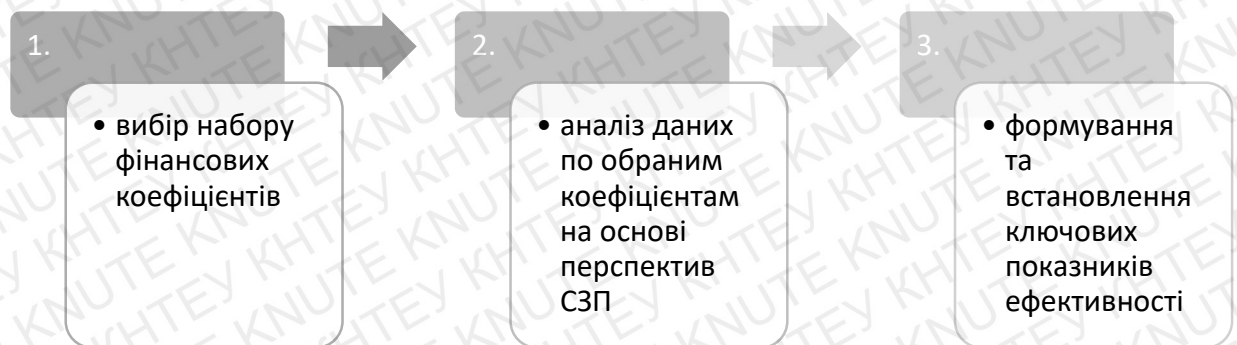 1.
• вибір набору
фінансових
коефіцієнтів
2.
• аналіз даних
по обраним
коефіцієнтам
на основі
перспектив
СЗП
3.
• формування
та
встановлення
ключових
показників
ефективності